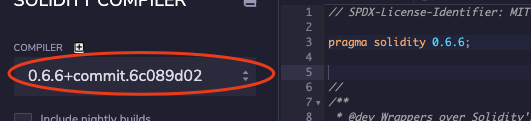 SOLIDITY COMPILER
COMPILER
0.6.6+commit.6c089d02
Include nightly builds
1 // SPDX-License-Identifier: MIT
2
3 pragma solidity 0.6.6;
4
5
6 //
7 /**
8 * @dev Wrappers over Solidity'